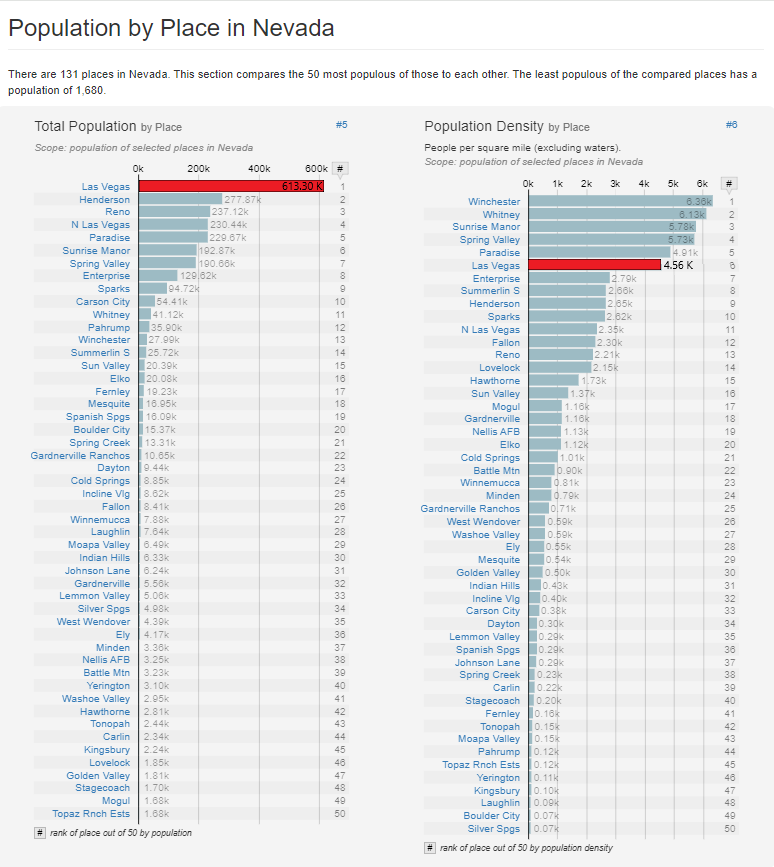 Population by Place in Nevada
There are 131 places in Nevada. This section compares the 50 most populous of those to each other. The least populous of the compared places has a
population of 1,680.
Total Population by Place #5
Scope: population of selected places in Nevada
0k 200k 400k 600k #
Las Vegas 613.30 K 1
Henderson 277.87k 2
Reno 237.12k 3
N Las Vegas 230.44k 4
Paradise 229.67k 5
Sunrise Manor 192.87k 6
Spring Valley 190.66k 7
Enterprise 129.62k 8
Sparks 94.72k 9
Carson City 54.41k 10
Whitney 41.12k 11
Pahrump 35.90k 12
Winchester 27.99k 13
Summerlin S 25.72k 14
Sun Valley 20.39k 15
Elko 20.08k 16
Fernley 19.23k 17
Mesquite 16.95k 18
Spanish Spgs 16.09k 19
Boulder City 15.37k 20
Spring Creek 13.31k 21
Gardnerville Ranchos 10.65k 22
Dayton 9.44k 23
Cold Springs 8.85k 24
Incline Vlg 8.62k 25
Fallon 8.41k 26
Winnemucca 7.88k 27
Laughlin 7.64k 28
Moapa Valley 6.49k 29
Indian Hills 6.33k 30
Johnson Lane 6.24k 31
Gardnerville 5.56k 32
Lemmon Valley 5.06k 33
Silver Spgs 4.98k 34
West Wendover 4.39k 35
Ely 4.17k 36
Minden 3.36k 37
Nellis AFB 3.25k 38
Battle Mtn 3.23k 39
Yerington 3.10k 40
Washoe Valley 2.95k 41
Hawthorne 2.81k 42
Tonopah 2.44k 43
Carlin 2.34k 44
Kingsbury 2.24k 45
Lovelock 1.85k 46
Golden Valley 1.81k 47
Stagecoach 1.70k 48
Mogul 1.68k 49
Topaz Rnch Ests 1.68k 50
# rank of place out of 50 by population
Population Density by Place #6
People per square mile (excluding waters).
Scope: population of selected places in Nevada
0k 1k 2k 3k 4k 5k 6k #
Winchester 6.36k 1
Whitney 6.13k 2
Sunrise Manor 5.78k 3
Spring Valley 5.73k 4
Paradise 4.91k 5
Las Vegas 4.56 K 6
Enterprise 2.79k 7
Summerlin S 2.66k 8
Henderson 2.65k 9
Sparks 2.62k 10
N Las Vegas 2.35k 11
Fallon 2.30k 12
Reno 2.21k 13
Lovelock 2.15k 14
Hawthorne 1.73k 15
Sun Valley 1.37k 16
Mogul 1.16k 17
Gardnerville 1.16k 18
Nellis AFB 1.13k 19
Elko 1.12k 20
Cold Springs 1.01k 21
Battle Mtn 0.90k 22
Winnemucca 0.81k 23
Minden 0.79k 24
Gardnerville Ranchos 0.71k 25
West Wendover 0.59k 26
Washoe Valley 0.59k 27
Ely 0.55k 28
Mesquite 0.54k 29
Golden Valley 0.50k 30
Indian Hills 0.43k 31
Incline Vlg 0.40k 32
Carson City 0.38k 33
Dayton 0.30k 34
Lemmon Valley 0.29k 35
Spanish Spgs 0.29k 36
Johnson Lane 0.29k 37
Spring Creek 0.23k 38
Carlin 0.22k 39
Stagecoach 0.20k 40
Fernley 0.16k 41
Tonopah 0.15k 42
Moapa Valley 0.15k 43
Pahrump 0.12k 44
Topaz Rnch Ests 0.12k 45
Yerington 0.11k 46
Kingsbury 0.10k 47
Laughlin 0.09k 48
Boulder City 0.07k 49
Silver Spgs 0.07k 50
# rank of place out of 50 by population density